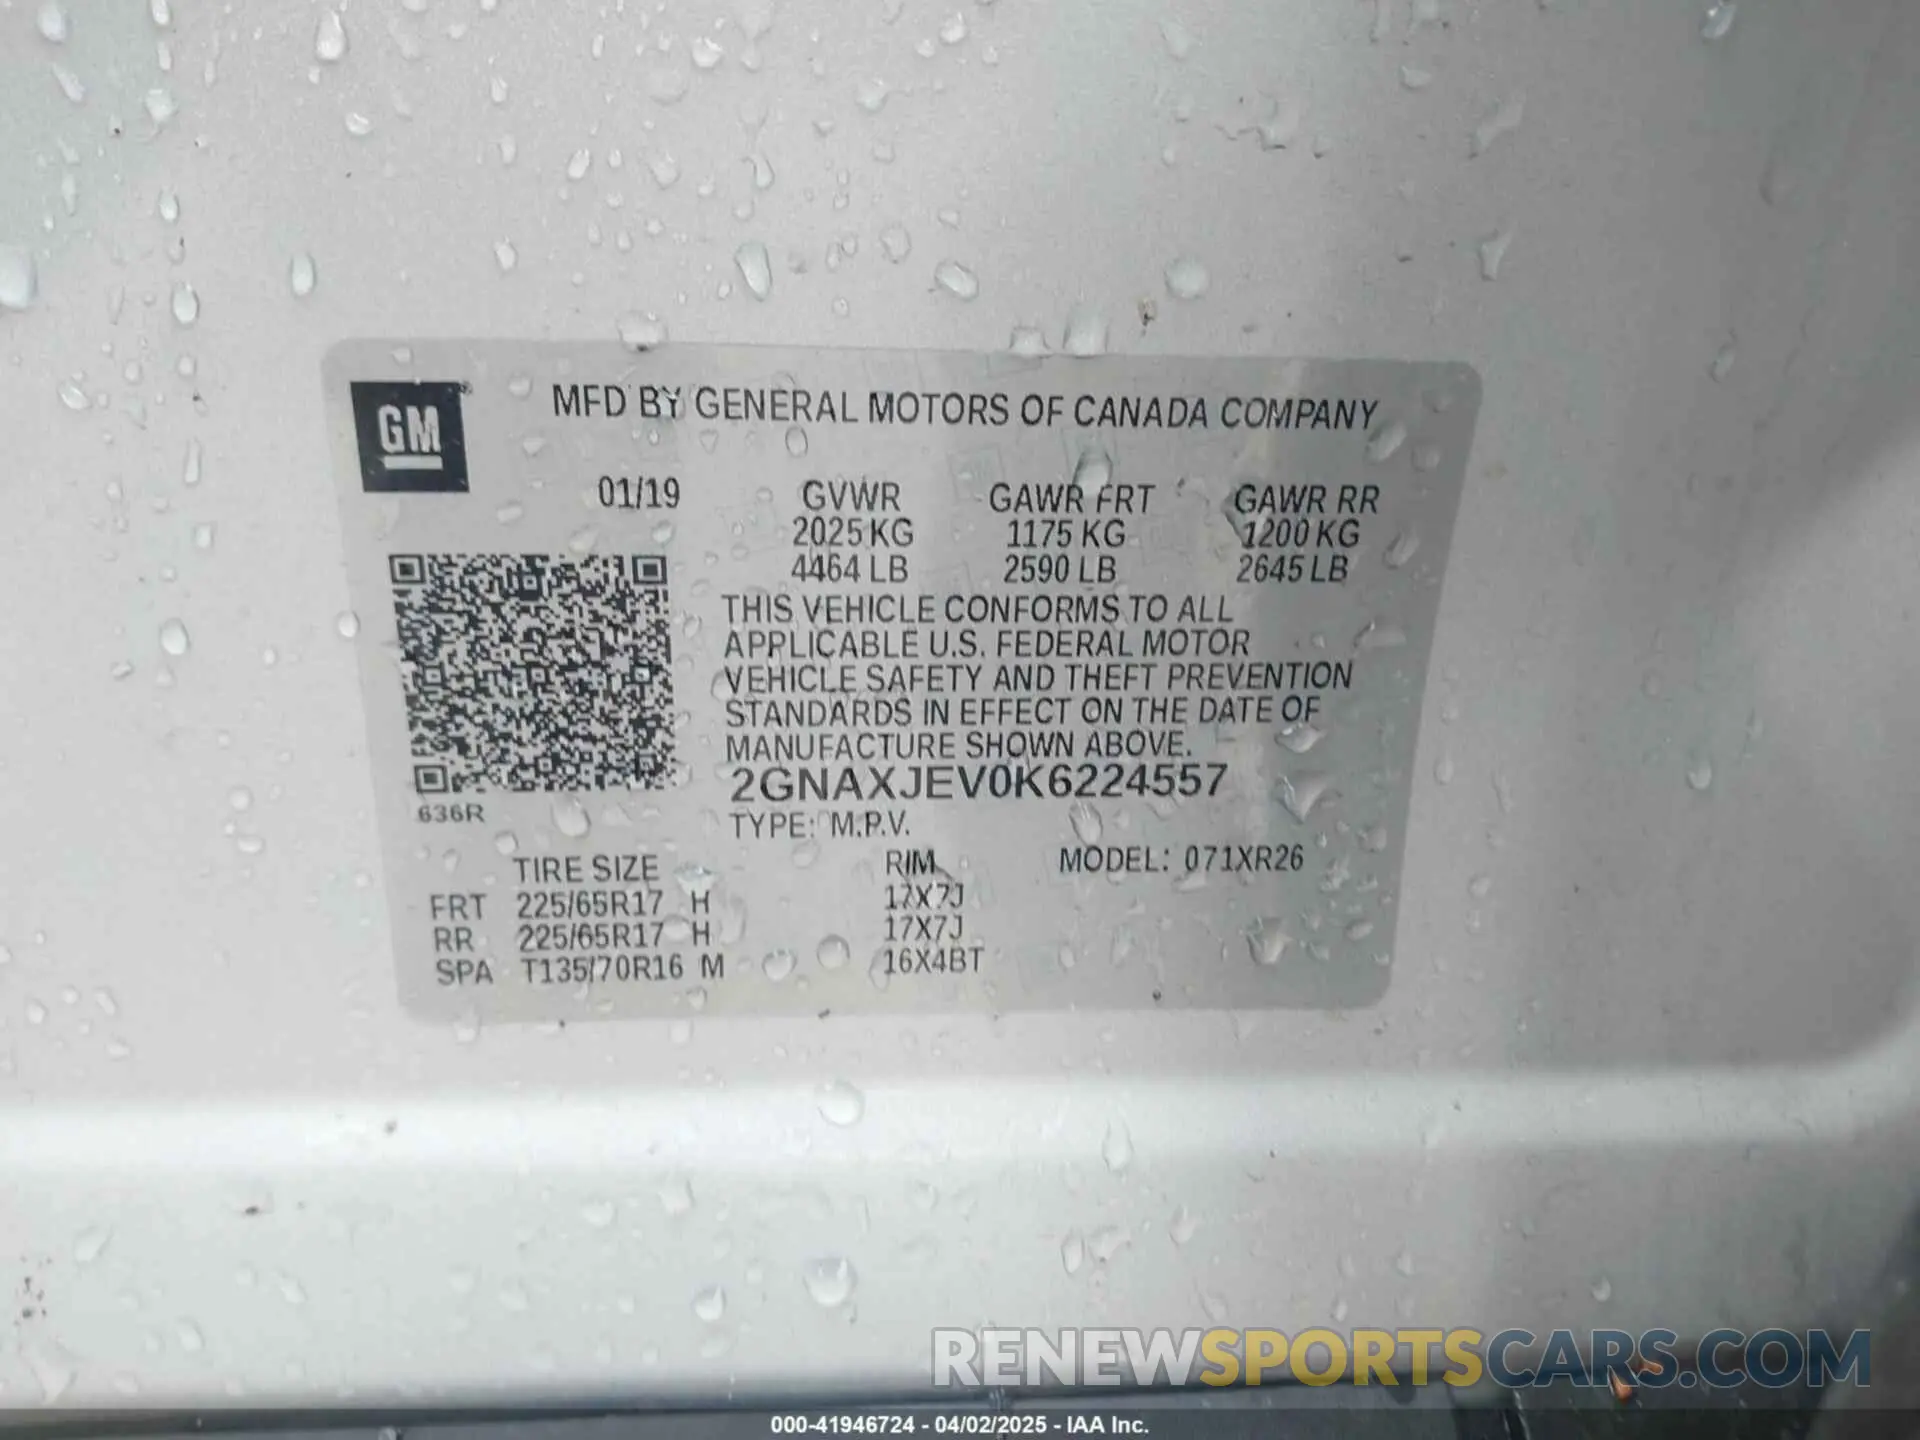 GM
MFD BY GENERAL MOTORS OF CANADA COMPANY
01/19 GVWR GAWR FRT GAWR RR
2025 KG 1175 KG 1200 KG
4464 LB 2590 LB 2645 LB
THIS VEHICLE CONFORMS TO ALL
APPLICABLE U.S. FEDERAL MOTOR
VEHICLE SAFETY AND THEFT PREVENTION
STANDARDS IN EFFECT ON THE DATE OF
MANUFACTURE SHOWN ABOVE.
2GNAXJEV0K6224557
636R
TYPE: M.P.V.
TIRE SIZE RIM MODEL: 071XR26
FRT 225/65R17 H 17X7J
RR 225/65R17 H 17X7J
SPA T135/70R16 M 16X4BT
RENEWSPORTSCARS.COM
000-41946724 - 04/02/2025 - IAA Inc.